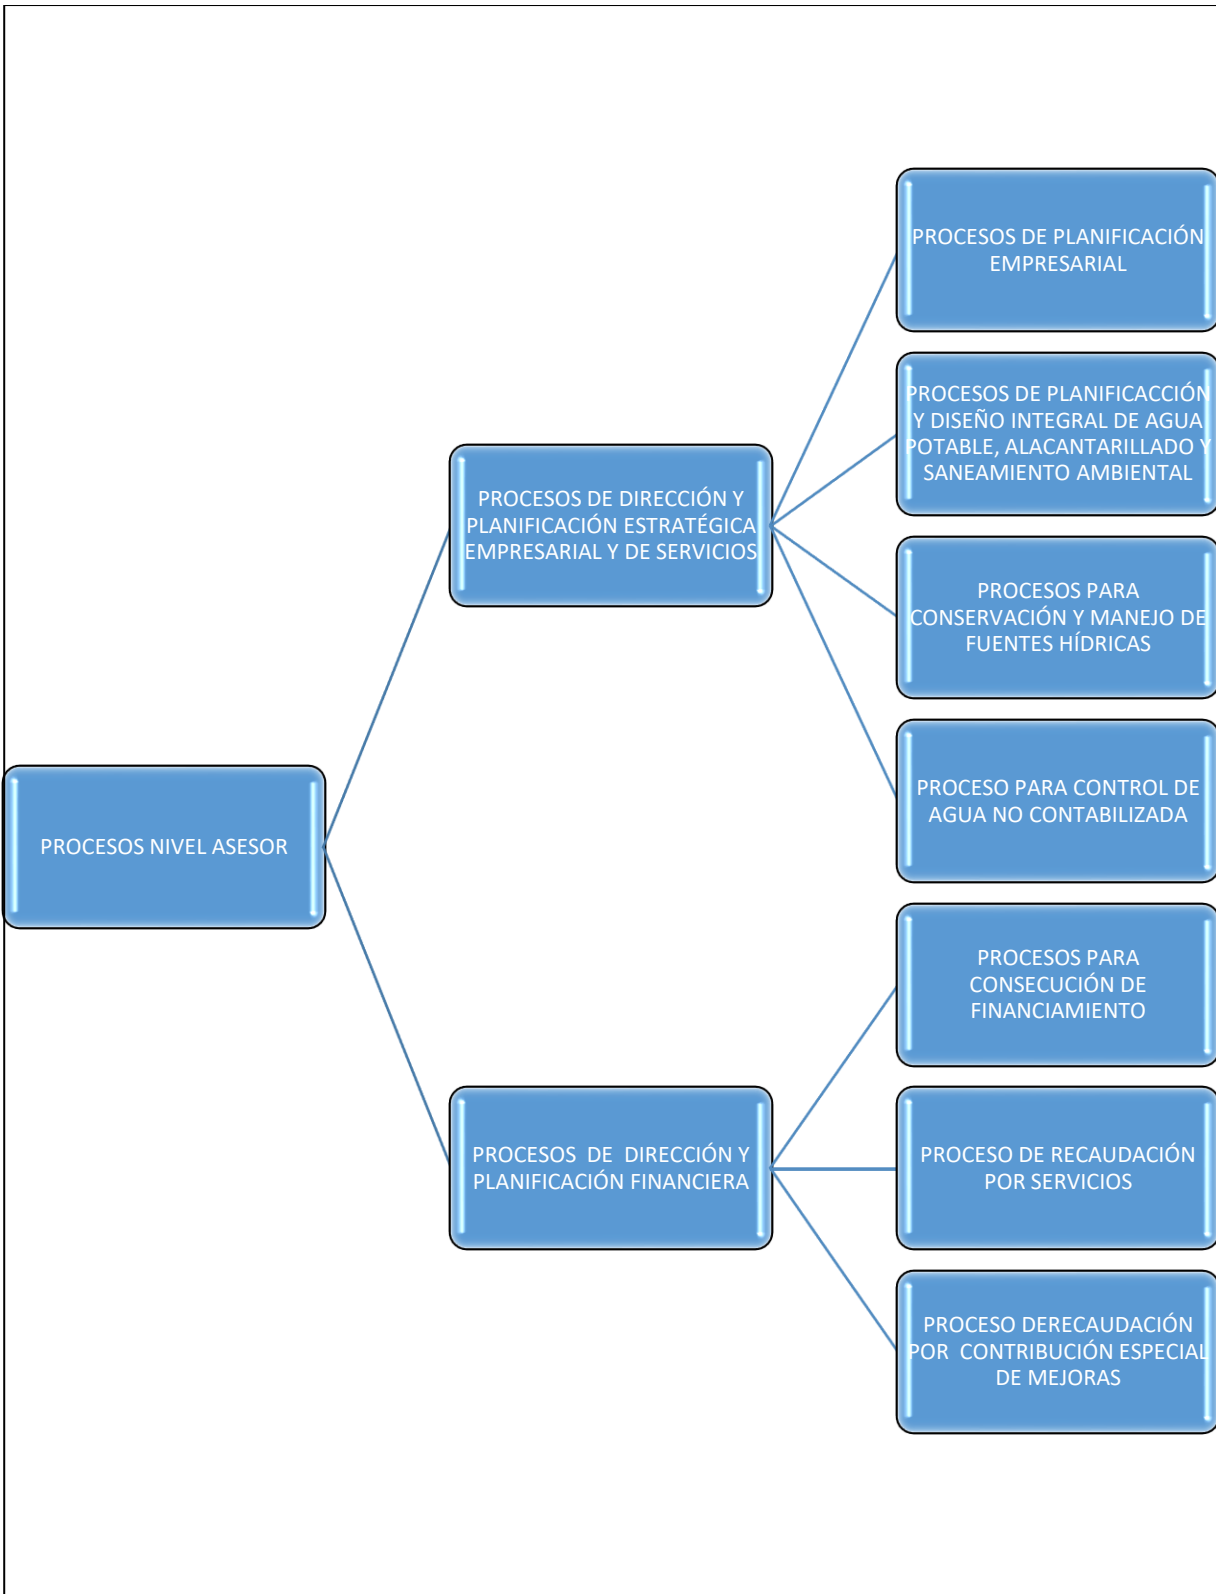 PROCESOS NIVEL ASESOR
PROCESOS DE DIRECCIÓN Y
PLANIFICACIÓN ESTRATÉGICA
EMPRESARIAL Y DE SERVICIOS
PROCESOS DE PLANIFICACIÓN
EMPRESARIAL
PROCESOS DE PLANIFICACCIÓN
Y DISEÑO INTEGRAL DE AGUA
POTABLE, ALACANTARILLADO Y
SANEAMIENTO AMBIENTAL
PROCESOS PARA
CONSERVACIÓN Y MANEJO DE
FUENTES HÍDRICAS
PROCESO PARA CONTROL DE
AGUA NO CONTABILIZADA
PROCESOS  DE  DIRECCIÓN Y
PLANIFICACIÓN FINANCIERA
PROCESOS PARA
CONSECUCIÓN DE
FINANCIAMIENTO
PROCESO DE RECAUDACIÓN
POR SERVICIOS
PROCESO DERECAUDACIÓN
POR  CONTRIBUCIÓN ESPECIAL
DE MEJORAS